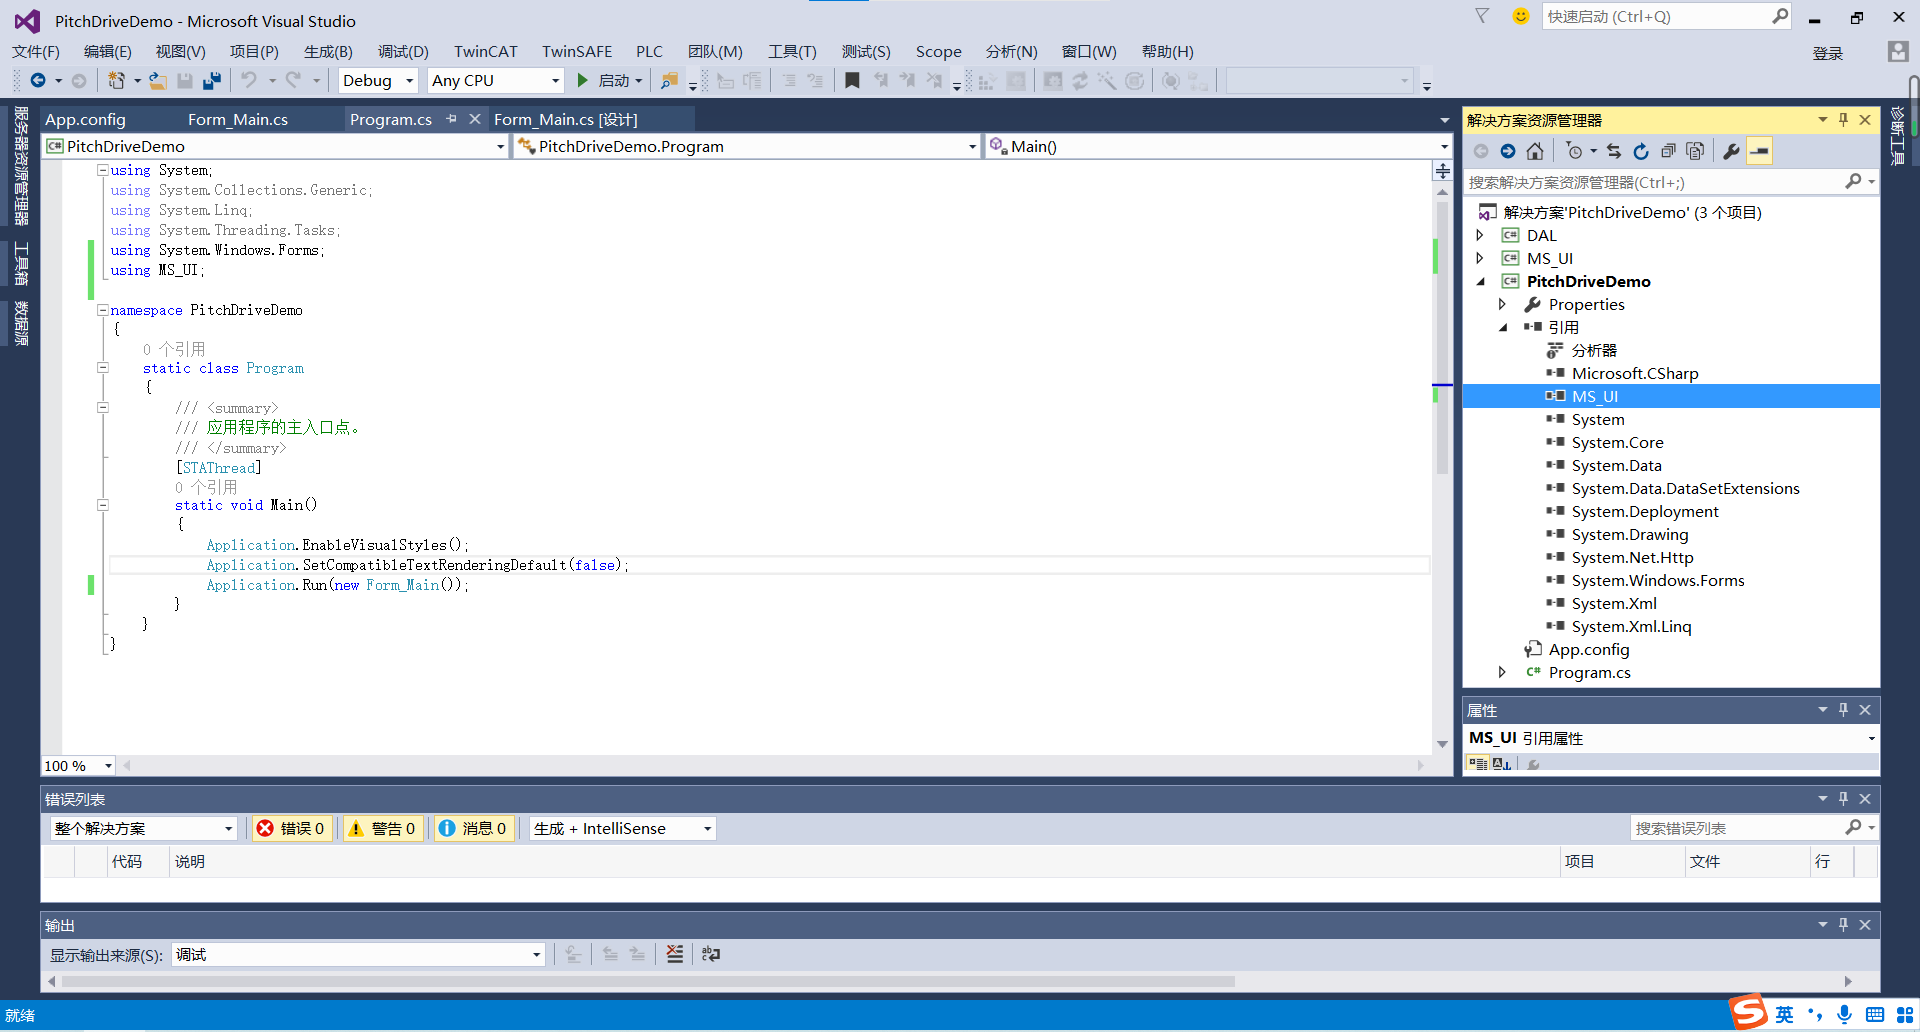 PitchDriveDemo - Microsoft Visual Studio
快速启动 (Ctrl+Q)
文件(F) 编辑(E) 视图(V) 项目(P) 生成(B) 调试(D) TwinCAT TwinSAFE PLC 团队(M) 工具(T) 测试(S) Scope 分析(N) 窗口(W) 帮助(H)
登录
Debug Any CPU 启动
服务器资源管理器
工具箱
数据源
App.config Form_Main.cs Program.cs Form_Main.cs [设计]
PitchDriveDemo PitchDriveDemo.Program Main()
using System;
using System.Collections.Generic;
using System.Linq;
using System.Threading.Tasks;
using System.Windows.Forms;
using MS_UI;
namespace PitchDriveDemo
{
0 个引用
static class Program
{
/// <summary>
/// 应用程序的主入口点。
/// </summary>
[STAThread]
0 个引用
static void Main()
{
Application.EnableVisualStyles();
Application.SetCompatibleTextRenderingDefault(false);
Application.Run(new Form_Main());
}
}
}
100 %
解决方案资源管理器
搜索解决方案资源管理器(Ctrl+;)
解决方案'PitchDriveDemo' (3 个项目)
C# DAL
C# MS_UI
C# PitchDriveDemo
Properties
引用
分析器
Microsoft.CSharp
MS_UI
System
System.Core
System.Data
System.Data.DataSetExtensions
System.Deployment
System.Drawing
System.Net.Http
System.Windows.Forms
System.Xml
System.Xml.Linq
App.config
C# Program.cs
诊断工具
属性
MS_UI 引用属性
错误列表
整个解决方案 错误 0 警告 0 消息 0 生成 + IntelliSense
搜索错误列表
代码 说明 项目 文件 行
输出
显示输出来源(S): 调试
就绪
英